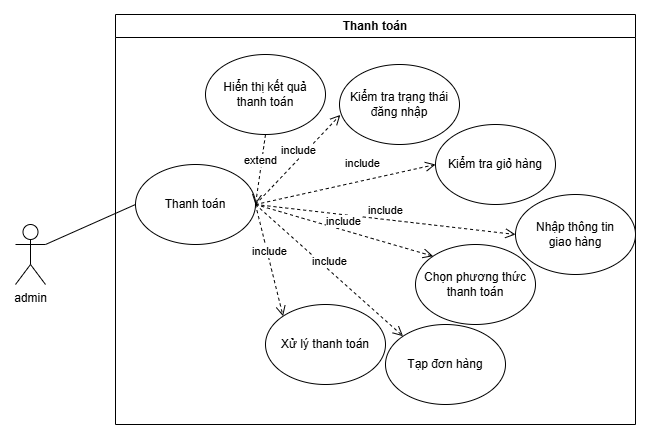 Thanh toán
Hiển thị kết quả
thanh toán
Kiểm tra trạng thái
đăng nhập
include
extend
include
Kiểm tra giỏ hàng
Thanh toán
include
Nhập thông tin
giao hàng
include
include
include
Chọn phương thức
thanh toán
admin
Xử lý thanh toán
Tạp đơn hàng